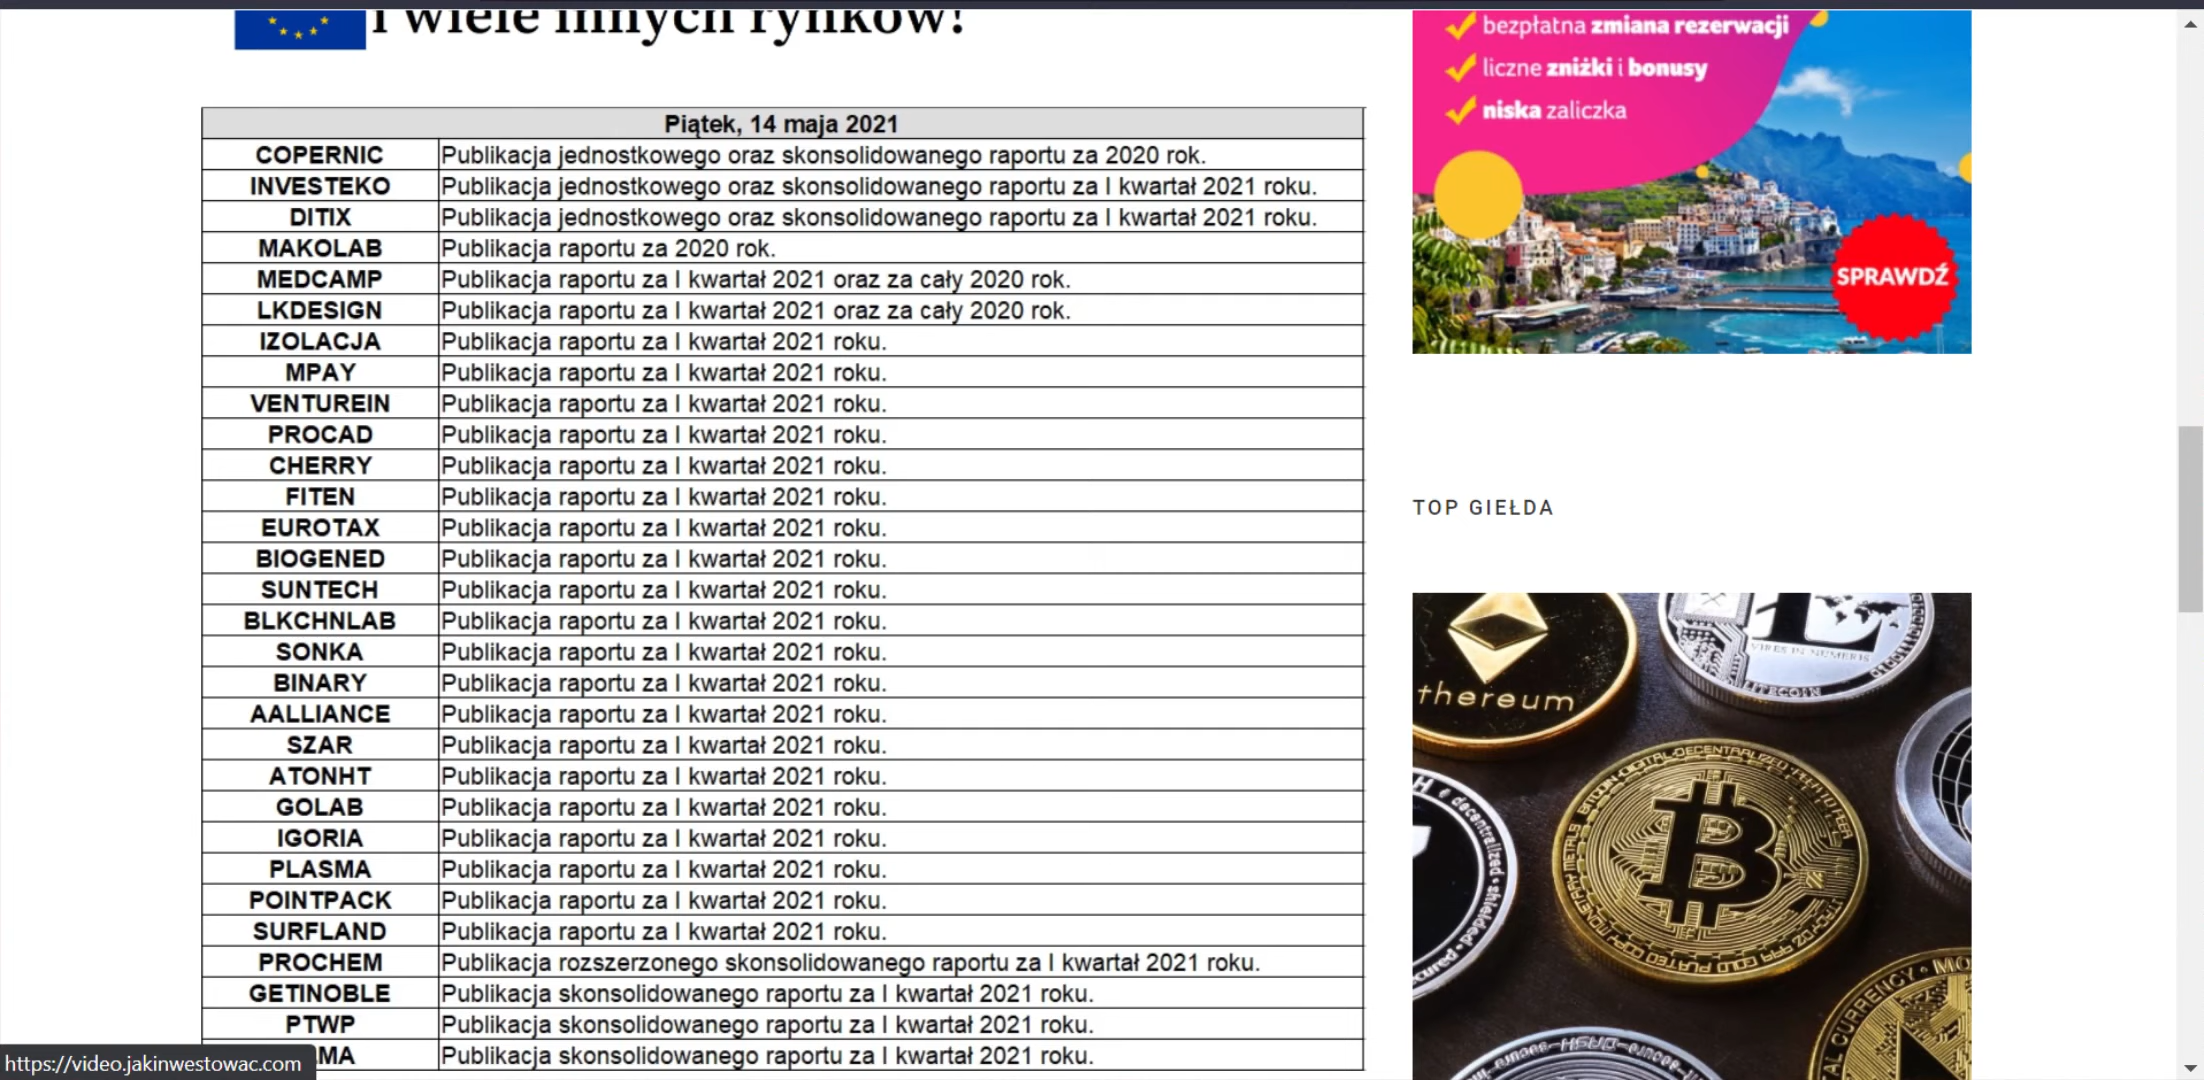 i wiele innych rynków!
Piątek, 14 maja 2021
COPERNIC Publikacja jednostkowego oraz skonsolidowanego raportu za 2020 rok.
INVESTEKO Publikacja jednostkowego oraz skonsolidowanego raportu za I kwartał 2021 roku.
DITIX Publikacja jednostkowego oraz skonsolidowanego raportu za I kwartał 2021 roku.
MAKOLAB Publikacja raportu za 2020 rok.
MEDCAMP Publikacja raportu za I kwartał 2021 oraz za cały 2020 rok.
LKDESIGN Publikacja raportu za I kwartał 2021 oraz za cały 2020 rok.
IZOLACJA Publikacja raportu za I kwartał 2021 roku.
MPAY Publikacja raportu za I kwartał 2021 roku.
VENTUREIN Publikacja raportu za I kwartał 2021 roku.
PROCAD Publikacja raportu za I kwartał 2021 roku.
CHERRY Publikacja raportu za I kwartał 2021 roku.
FITEN Publikacja raportu za I kwartał 2021 roku.
EUROTAX Publikacja raportu za I kwartał 2021 roku.
BIOGENED Publikacja raportu za I kwartał 2021 roku.
SUNTECH Publikacja raportu za I kwartał 2021 roku.
BLKCHNLAB Publikacja raportu za I kwartał 2021 roku.
SONKA Publikacja raportu za I kwartał 2021 roku.
BINARY Publikacja raportu za I kwartał 2021 roku.
AALLIANCE Publikacja raportu za I kwartał 2021 roku.
SZAR Publikacja raportu za I kwartał 2021 roku.
ATONHT Publikacja raportu za I kwartał 2021 roku.
GOLAB Publikacja raportu za I kwartał 2021 roku.
IGORIA Publikacja raportu za I kwartał 2021 roku.
PLASMA Publikacja raportu za I kwartał 2021 roku.
POINTPACK Publikacja raportu za I kwartał 2021 roku.
SURFLAND Publikacja raportu za I kwartał 2021 roku.
PROCHEM Publikacja rozszerzonego skonsolidowanego raportu za I kwartał 2021 roku.
GETINOBLE Publikacja skonsolidowanego raportu za I kwartał 2021 roku.
PTWP Publikacja skonsolidowanego raportu za I kwartał 2021 roku.
MA Publikacja skonsolidowanego raportu za I kwartał 2021 roku.
https://video.jakinwestowac.com
bezpłatna zmiana rezerwacji
liczne zniżki i bonusy
niska zaliczka
SPRAWDŹ
TOP GIEŁDA
thereum
VIRES IN NUMERIS
LITECOIN
decentralized • shielded •